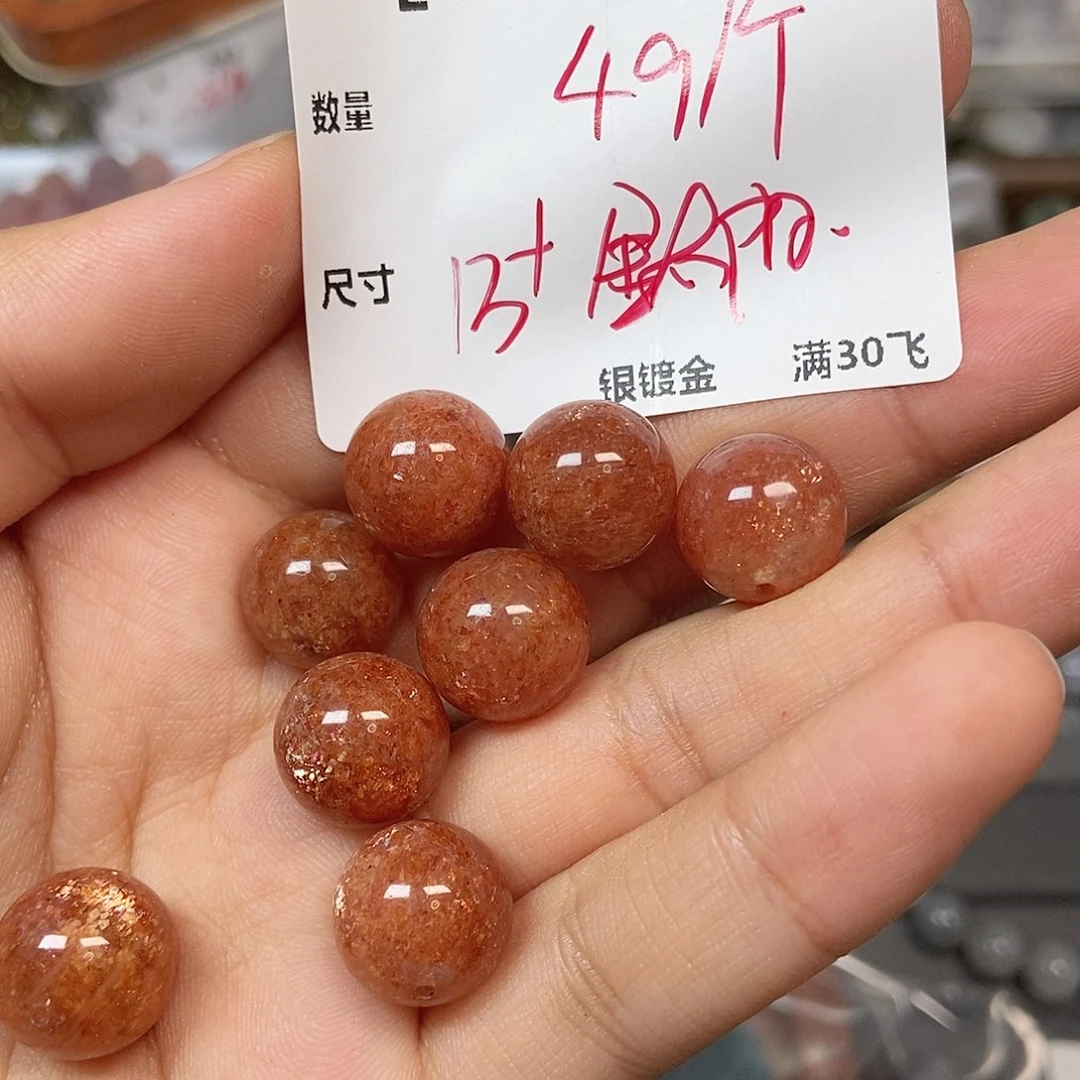 数量 49/个
尺寸 13+
银镀金 满30飞